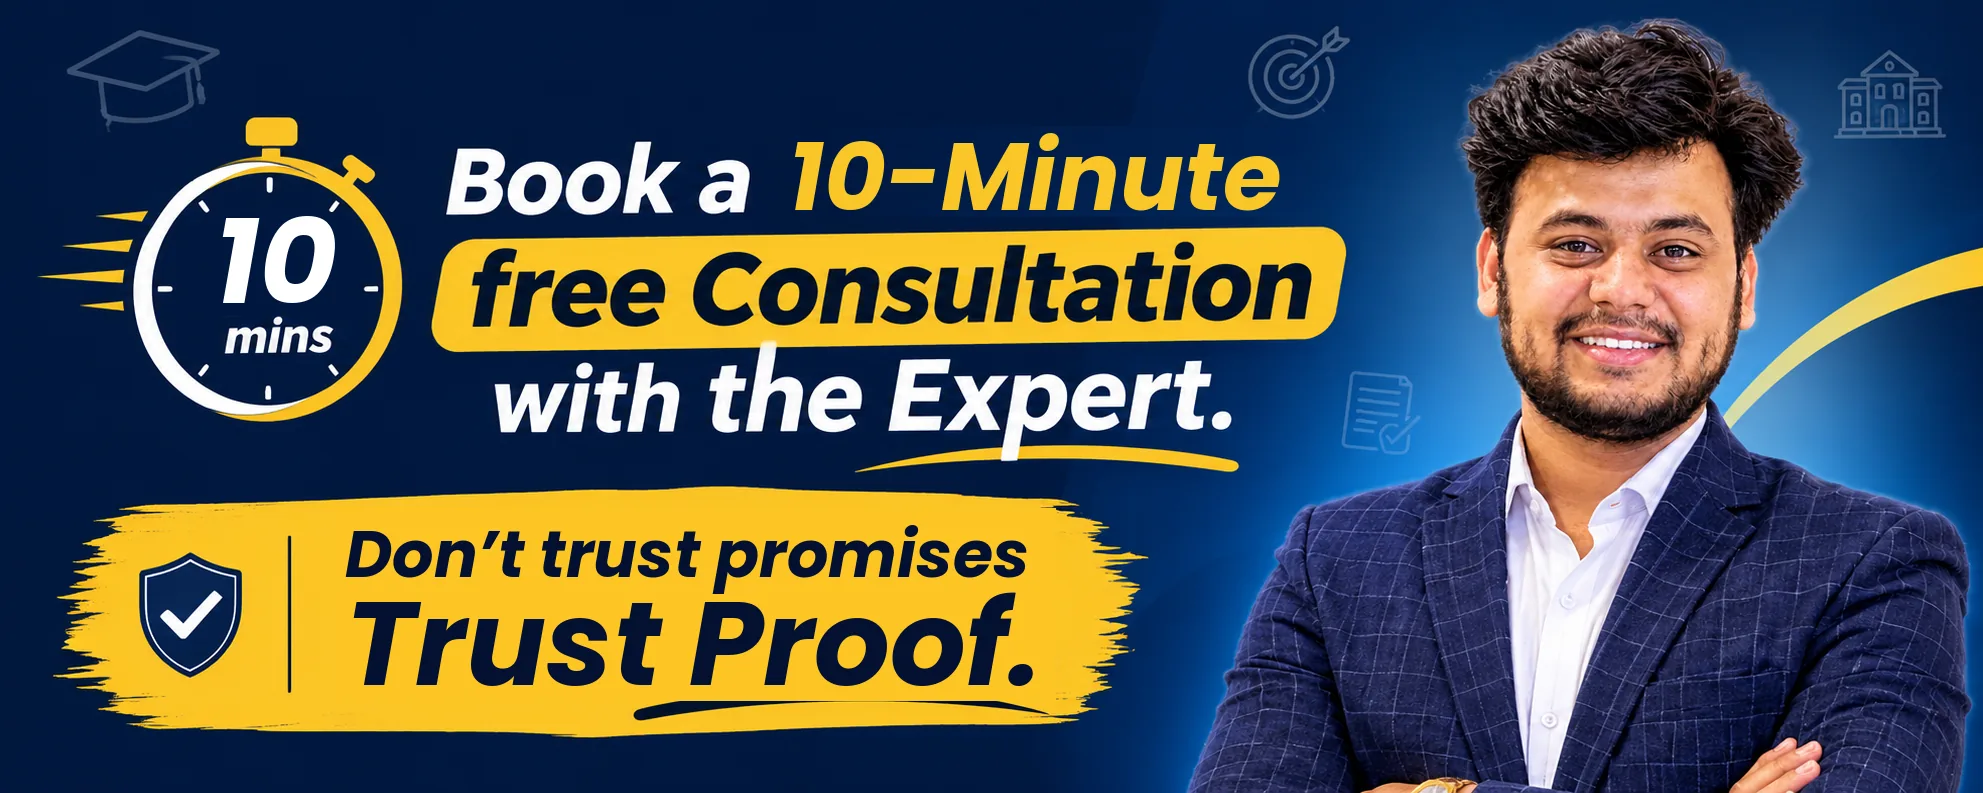 10
mins
Book a 10-Minute
free Consultation
with the Expert.
Don't trust promises
Trust Proof.